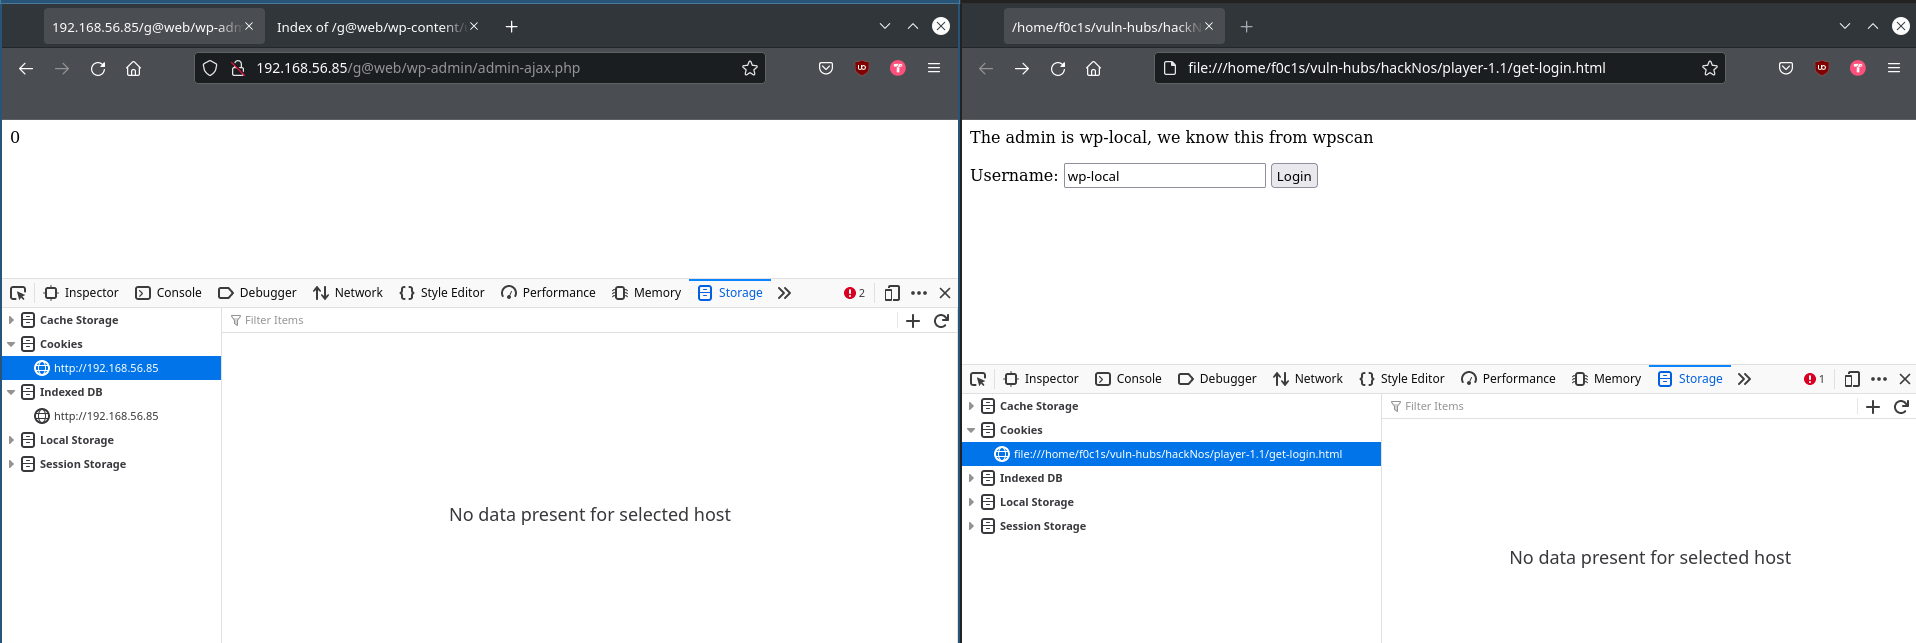 192.168.56.85/g@web/wp-adm
Index of /g@web/wp-content/
192.168.56.85/g@web/wp-admin/admin-ajax.php
0
Inspector Console Debugger Network Style Editor Performance Memory Storage 2
Cache Storage
Filter Items
Cookies
http://192.168.56.85
Indexed DB
http://192.168.56.85
Local Storage
Session Storage
No data present for selected host
/home/f0c1s/vuln-hubs/hackN
file:///home/f0c1s/vuln-hubs/hackNos/player-1.1/get-login.html
The admin is wp-local, we know this from wpscan
Username: wp-local Login
Inspector Console Debugger Network Style Editor Performance Memory Storage 1
Cache Storage
Filter Items
Cookies
file:///home/f0c1s/vuln-hubs/hackNos/player-1.1/get-login.html
Indexed DB
Local Storage
Session Storage
No data present for selected host